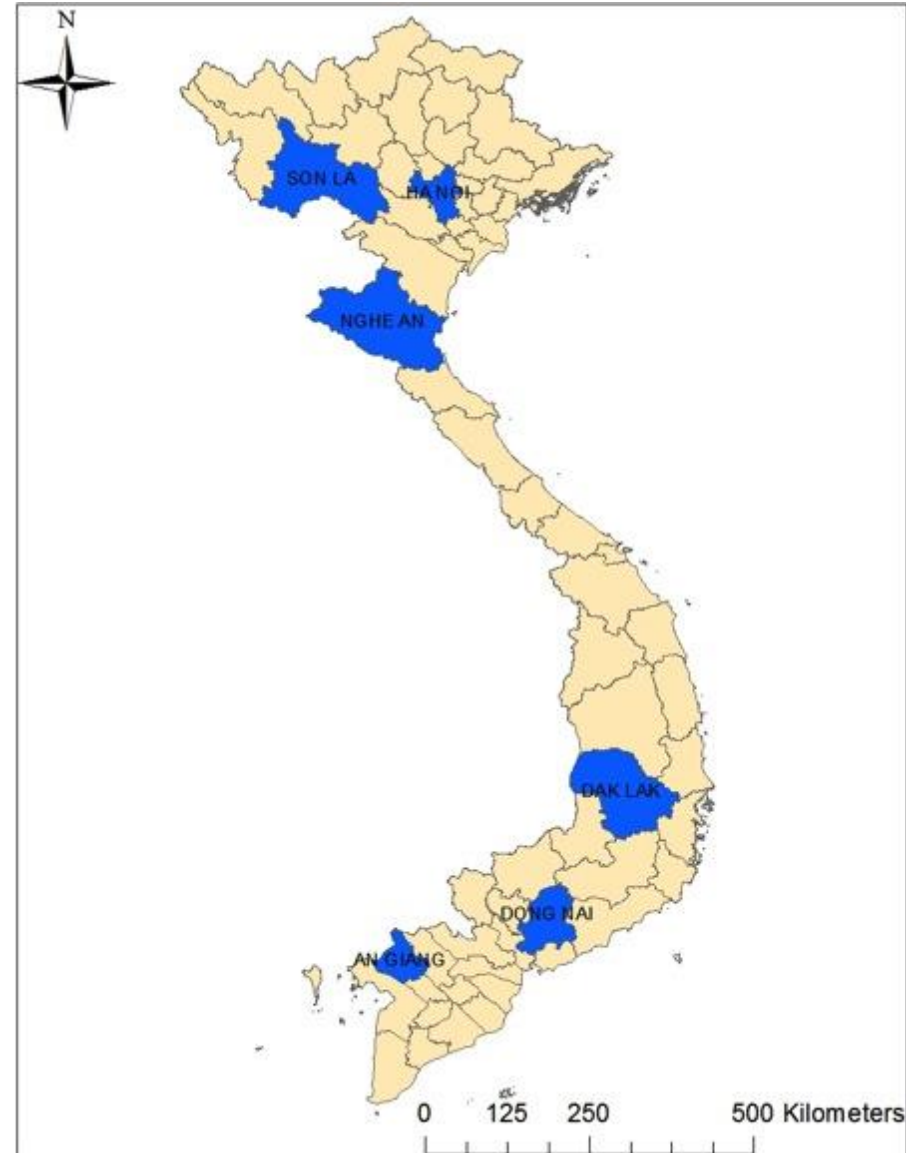 N
SON LA
HA NOI
NGHE AN
DAK LAK
DONG NAI
AN GIANG
0 125 250 500 Kilometers